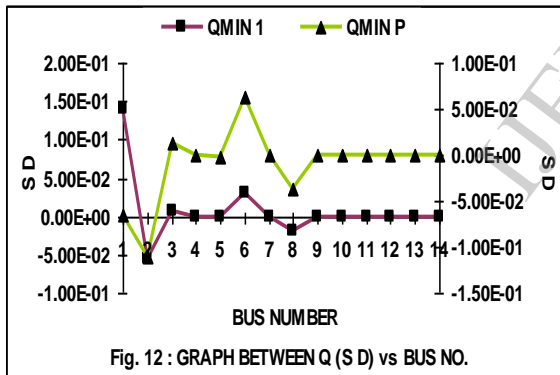 QMIN 1 QMIN P
2.00E-01 1.00E-01
1.50E-01 5.00E-02
1.00E-01 0.00E+00
5.00E-02 -5.00E-02
0.00E+00 -1.00E-01
-5.00E-02 -1.50E-01
-1.00E-01
S D
S D
1 2 3 4 5 6 7 8 9 10 11 12 13 14
BUS NUMBER
Fig. 12 : GRAPH BETWEEN Q (S D) vs BUS NO.
IJE